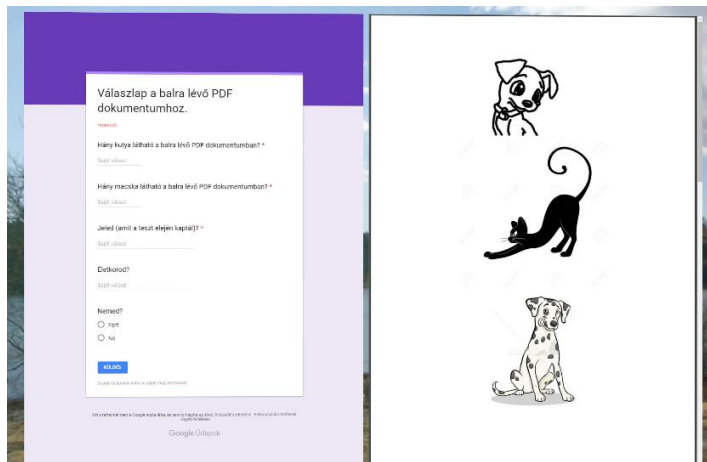 Válaszlap a balra lévő PDF
dokumentumhoz.
Hány kutya látható a balra lévő PDF dokumentumban? *
Saját válasz
Hány macska látható a balra lévő PDF dokumentumban? *
Saját válasz
Jeled (amit a teszt elején kaptál)? *
Saját válasz
Életkorod?
Saját válasz
Nemed?
Férfi
Nő
KÜLDÉS
Google Űrlapok